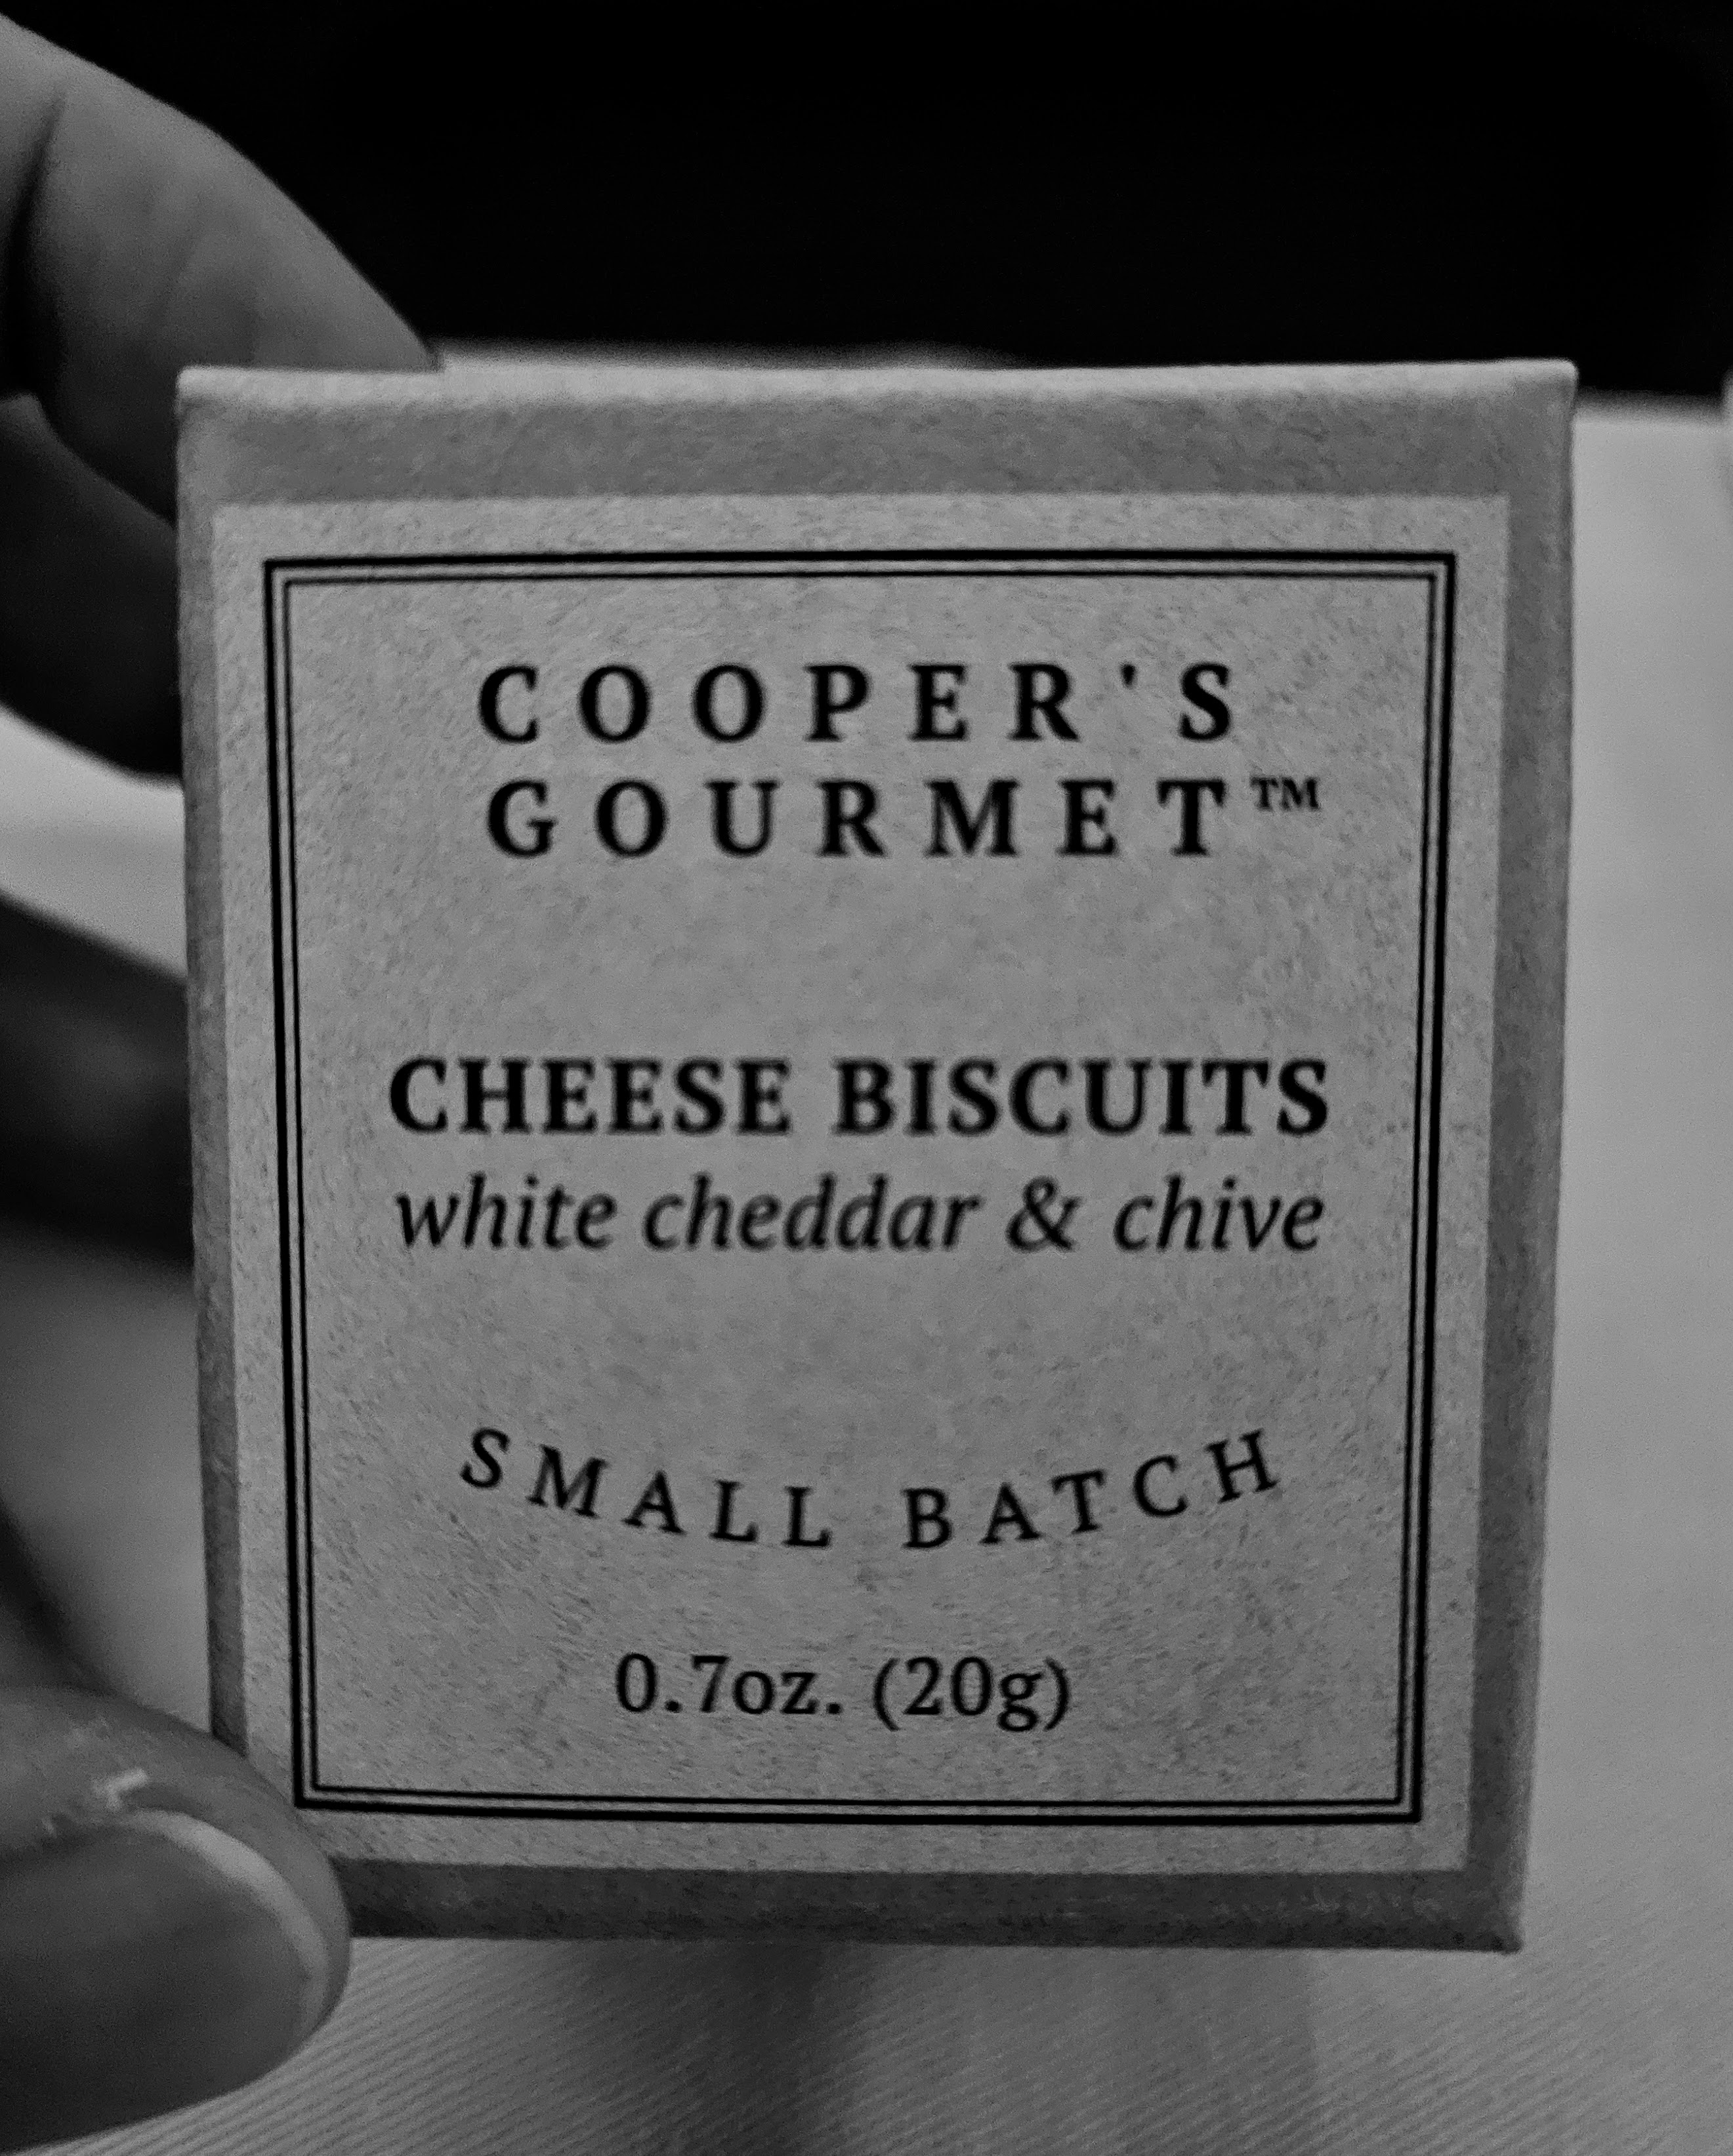 COOPER'S
GOURMET™
CHEESE BISCUITS
white cheddar & chive
SMALL BATCH
0.7oz. (20g)